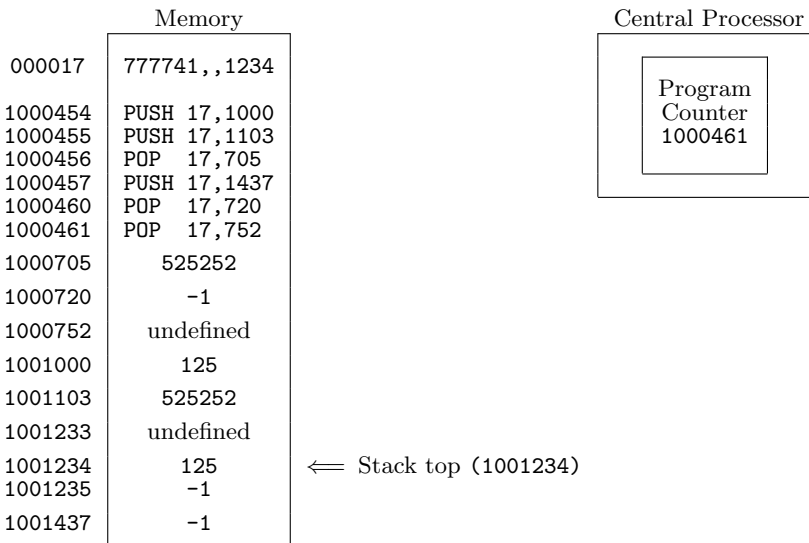 Memory
Central Processor
000017 777741,,1234
Program
Counter
1000461
1000454 PUSH 17,1000
1000455 PUSH 17,1103
1000456 POP 17,705
1000457 PUSH 17,1437
1000460 POP 17,720
1000461 POP 17,752
1000705 525252
1000720 -1
1000752 undefined
1001000 125
1001103 525252
1001233 undefined
1001234 125 ⟸ Stack top (1001234)
1001235 -1
1001437 -1